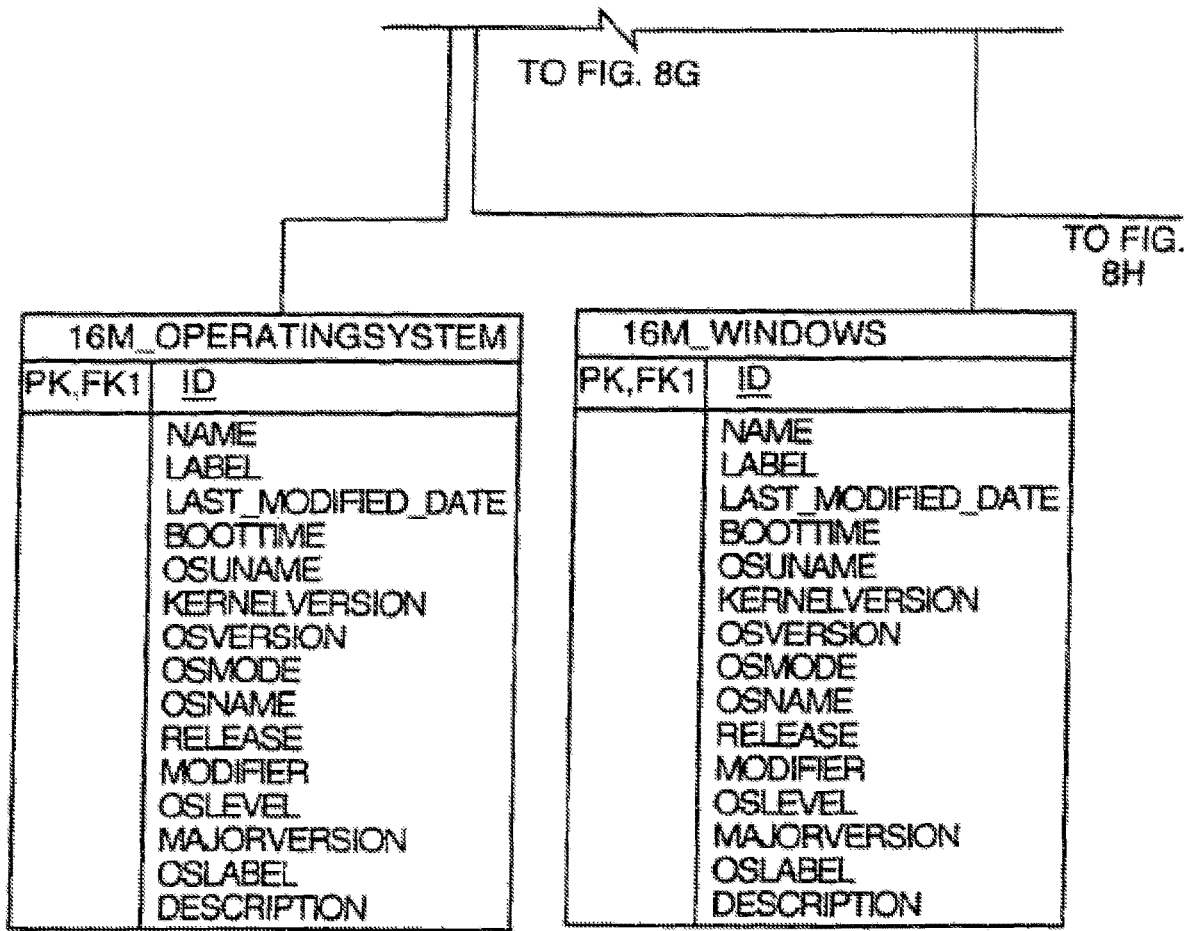 TO FIG. 8G
TO FIG.
8H
16M_OPERATINGSYSTEM
PK,FK1 ID
NAME
LABEL
LAST_MODIFIED_DATE
BOOTTIME
OSUNAME
KERNELVERSION
OSVERSION
OSMODE
OSNAME
RELEASE
MODIFIER
OSLEVEL
MAJORVERSION
OSLABEL
DESCRIPTION
16M_WINDOWS
PK,FK1 ID
NAME
LABEL
LAST_MODIFIED_DATE
BOOTTIME
OSUNAME
KERNELVERSION
OSVERSION
OSMODE
OSNAME
RELEASE
MODIFIER
OSLEVEL
MAJORVERSION
OSLABEL
DESCRIPTION